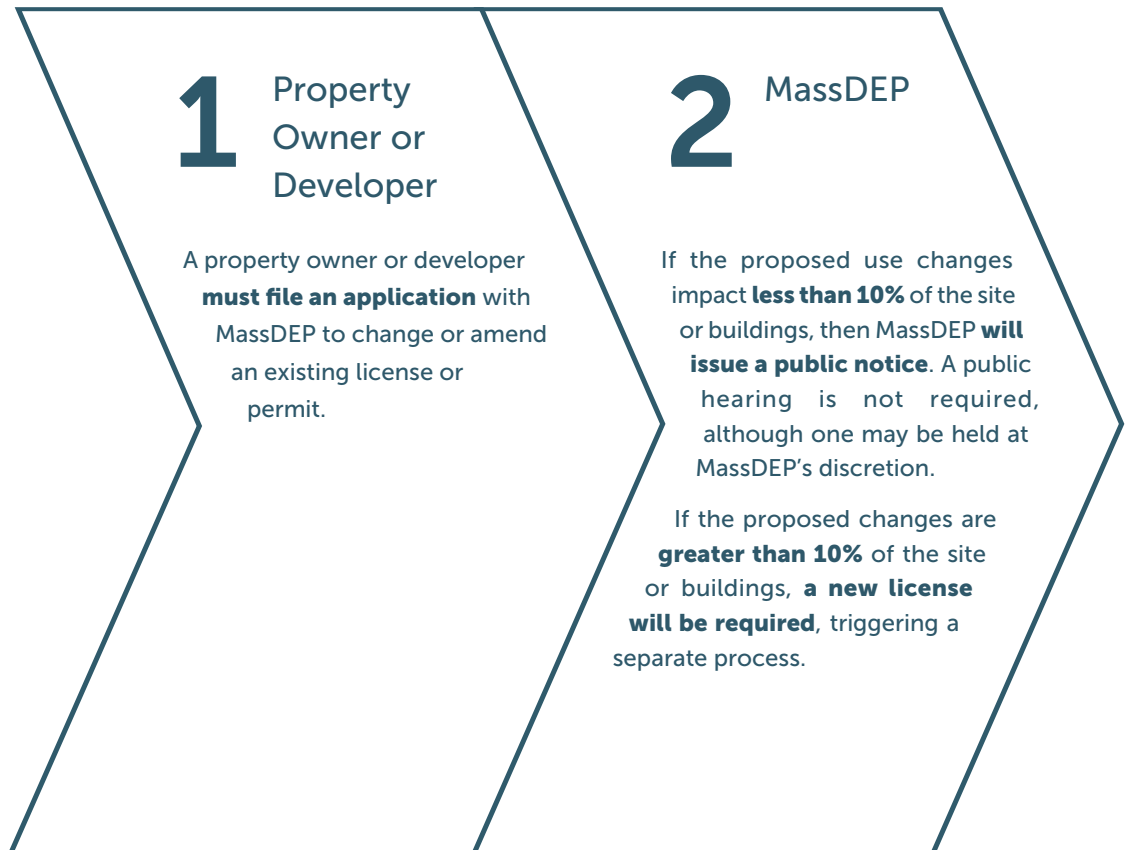 1
Property
Owner or
Developer
A property owner or developer
must file an application with
MassDEP to change or amend
an existing license or
permit.
2
MassDEP
If the proposed use changes
impact less than 10% of the site
or buildings, then MassDEP will
issue a public notice. A public
hearing is not required,
although one may be held at
MassDEP’s discretion.
If the proposed changes are
greater than 10% of the site
or buildings, a new license
will be required, triggering a
separate process.